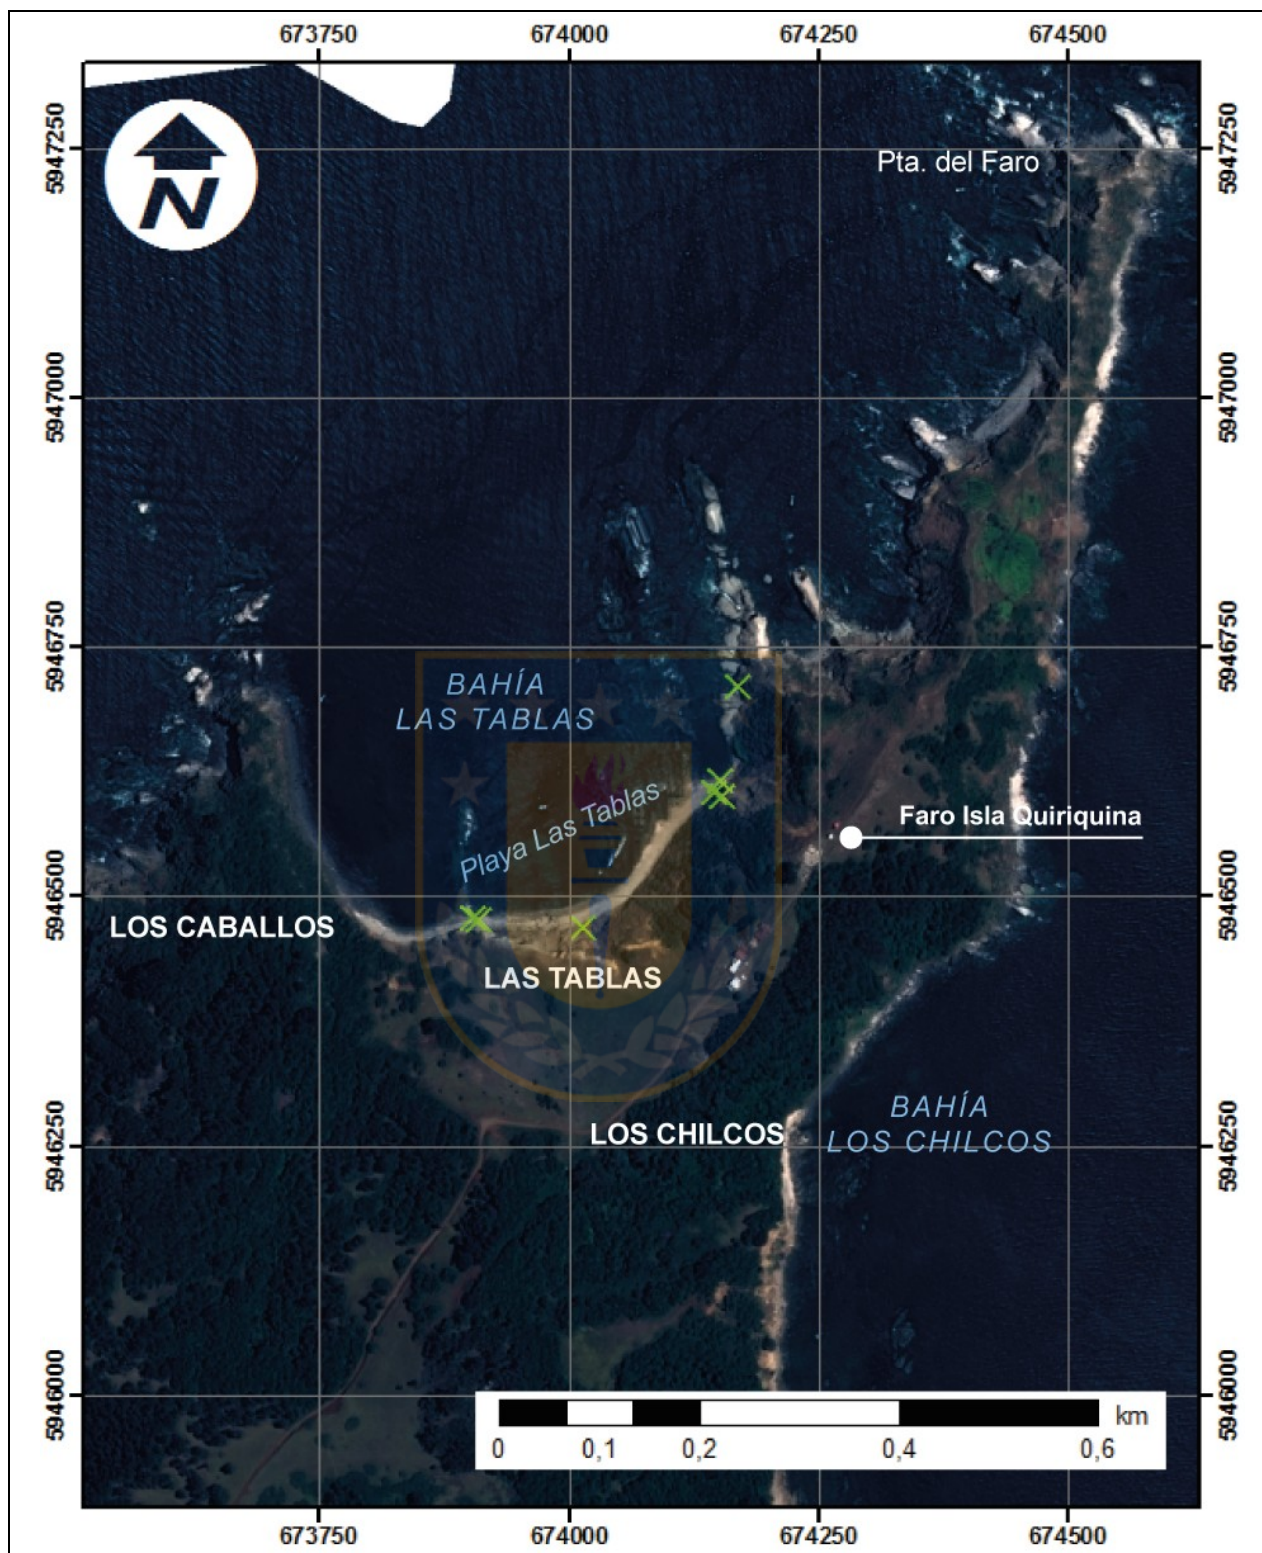 673750 674000 674250 674500
5947250 5947250
N
Pta. del Faro
5947000 5947000
5946750 5946750
BAHÍA
LAS TABLAS
Playa Las Tablas
Faro Isla Quiriquina
5946500 5946500
LOS CABALLOS
LAS TABLAS
BAHÍA
LOS CHILCOS
LOS CHILCOS
5946250 5946250
5946000 5946000
km
0 0,1 0,2 0,4 0,6
673750 674000 674250 674500